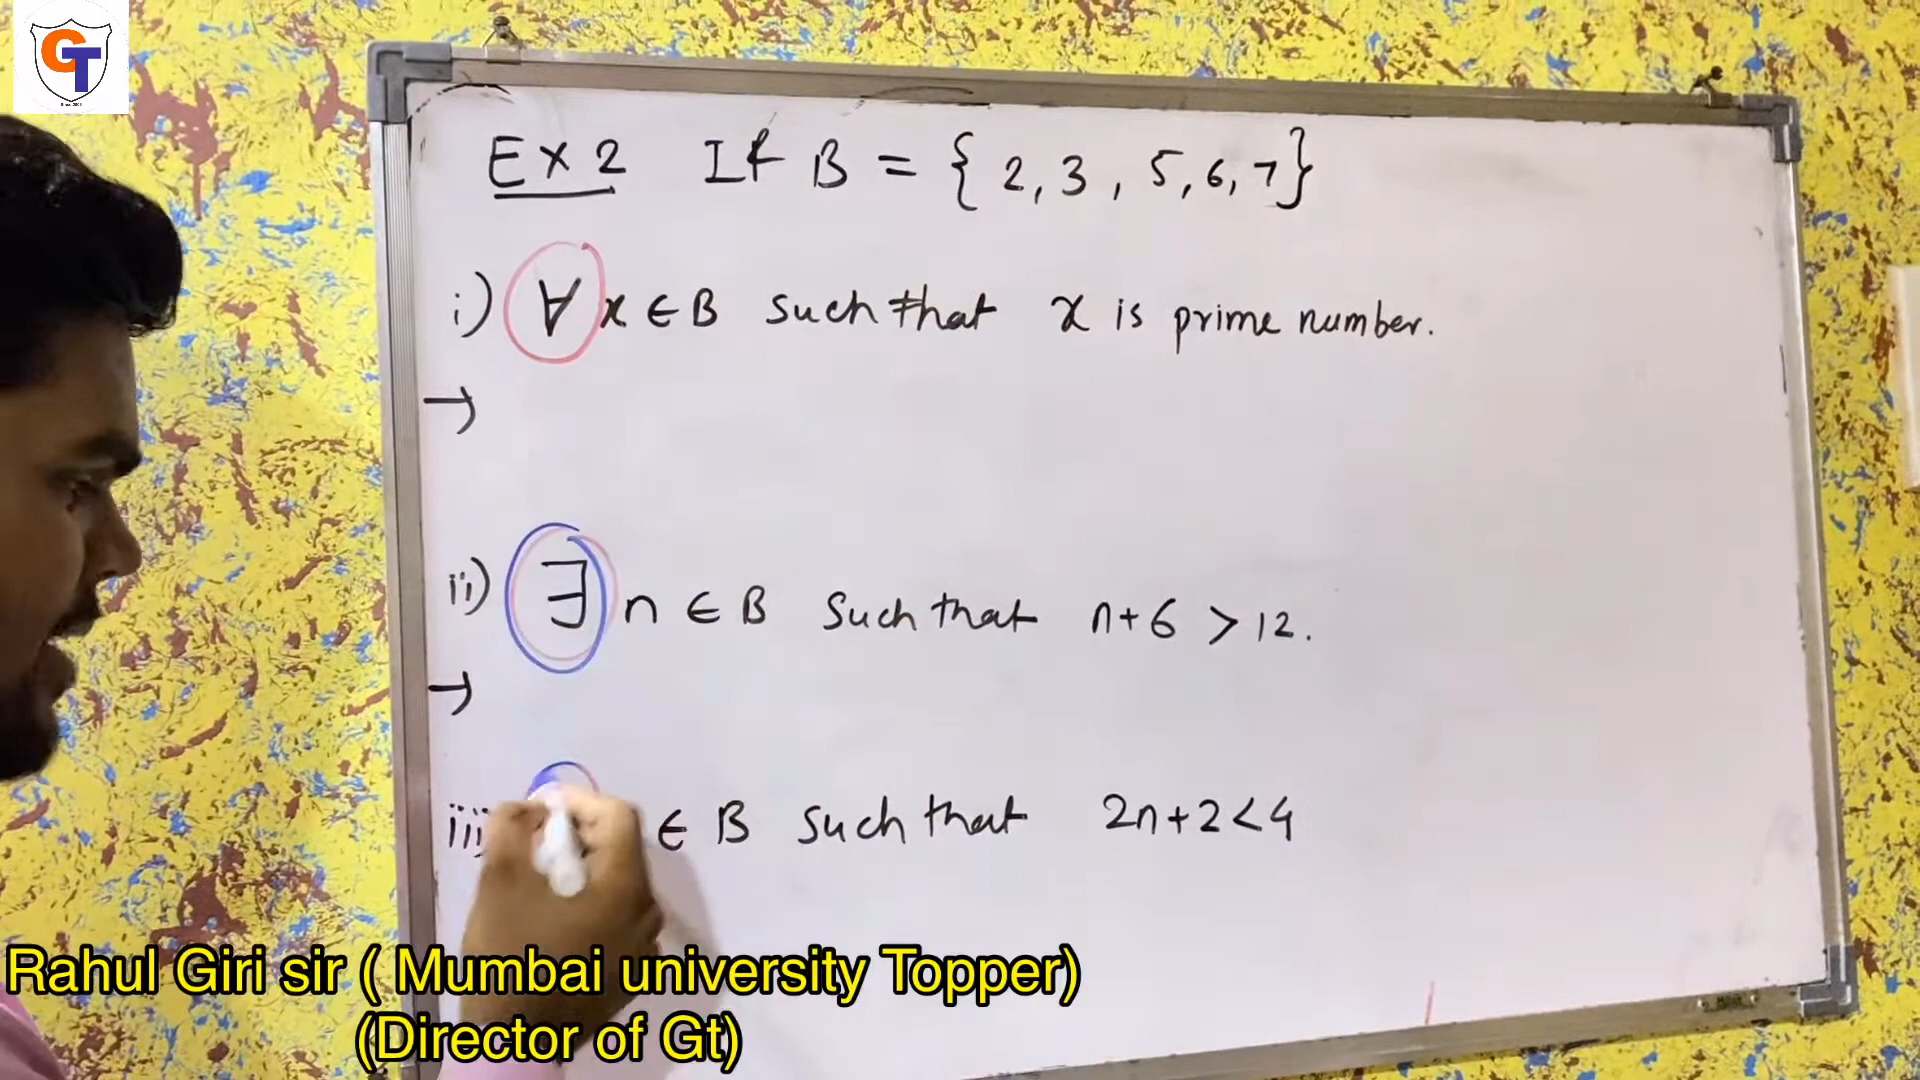 GT
Ex 2 If B = { 2, 3 , 5, 6, 7}
i) ∀ x ∈ B such that x is prime number.
→
ii) ∃ n ∈ B Such that n+6 > 12.
→
iii) ∈ B such that 2n+2<4
Rahul Giri sir ( Mumbai university Topper)
(Director of Gt)